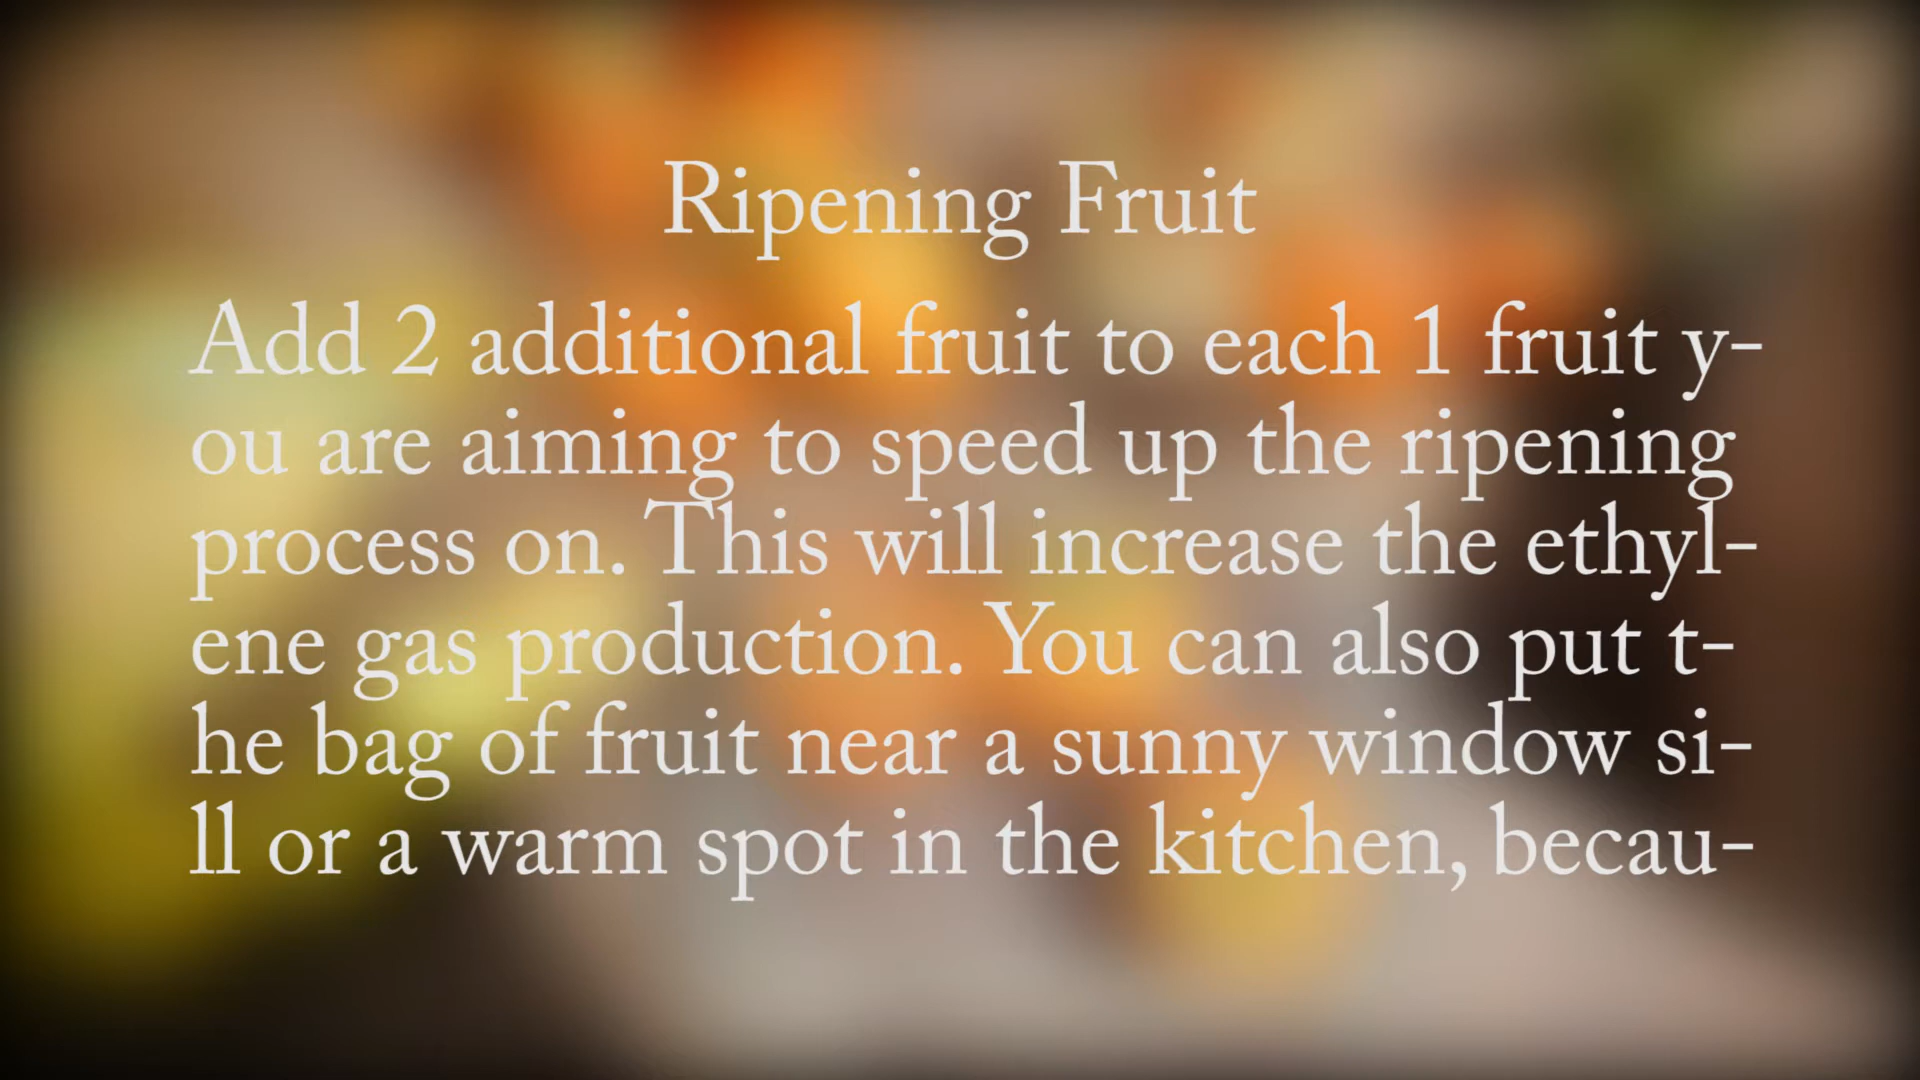 Ripening Fruit
Add 2 additional fruit to each 1 fruit y-
ou are aiming to speed up the ripening
process on. This will increase the ethyl-
ene gas production. You can also put t-
he bag of fruit near a sunny window si-
ll or a warm spot in the kitchen, becau-